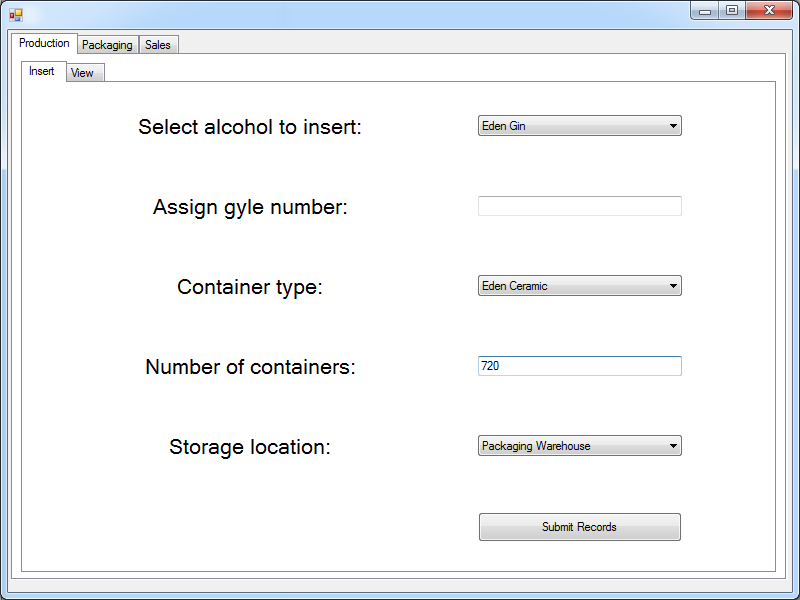 Production Packaging Sales
Insert View
Select alcohol to insert: Eden Gin
Assign gyle number:
Container type: Eden Ceramic
Number of containers: 720
Storage location: Packaging Warehouse
Submit Records